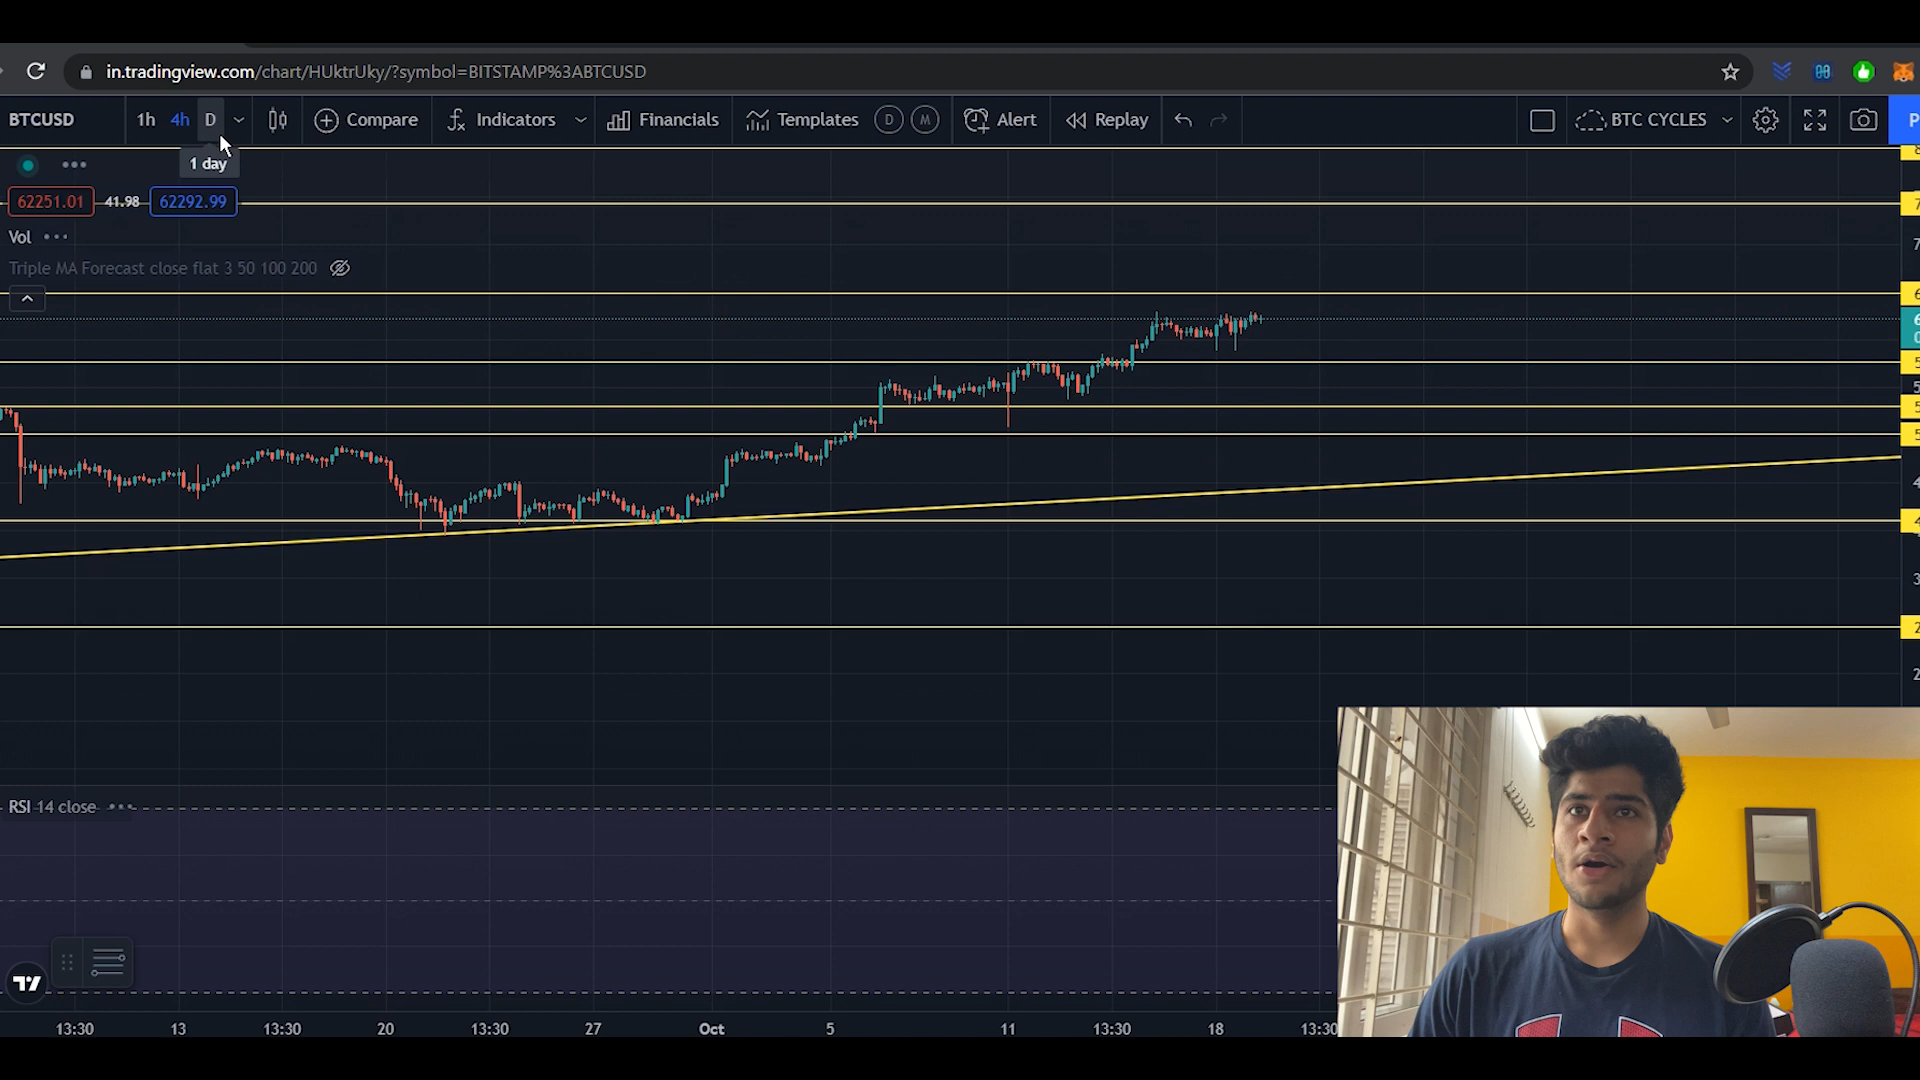 in.tradingview.com/chart/HUktrUky/?symbol=BITSTAMP%3ABTCUSD
BTCUSD 1h 4h D Compare Indicators Financials Templates D M Alert Replay BTC CYCLES P
1 day
62251.01 41.98 62292.99
Vol
Triple MA Forecast close flat 3 50 100 200
RSI 14 close
13:30 13 13:30 20 13:30 27 Oct 5 11 13:30 18 13:30